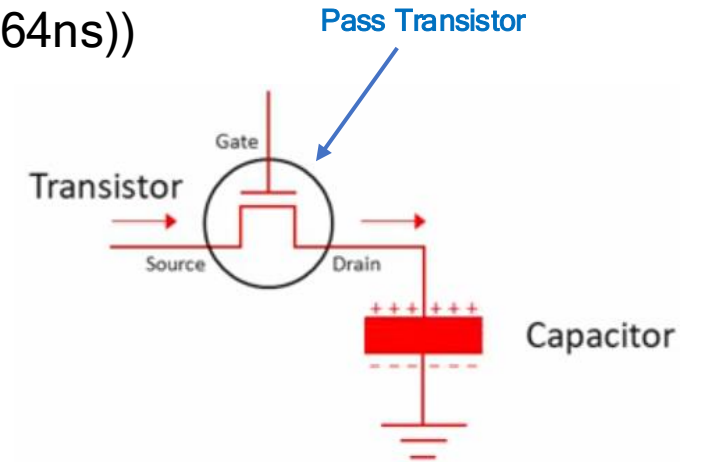 64ns))
Pass Transistor
Gate
Transistor
Source
Drain
++++++
Capacitor
------